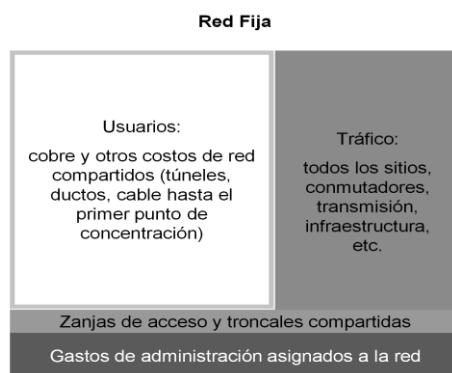 Red Fija
Usuarios:
cobre y otros costos de red
compartidos (túneles,
ductos, cable hasta el
primer punto de
concentración)
Tráfico:
todos los sitios,
conmutadores,
transmisión,
infraestructura,
etc.
Zanjas de acceso y troncales compartidas
Gastos de administración asignados a la red